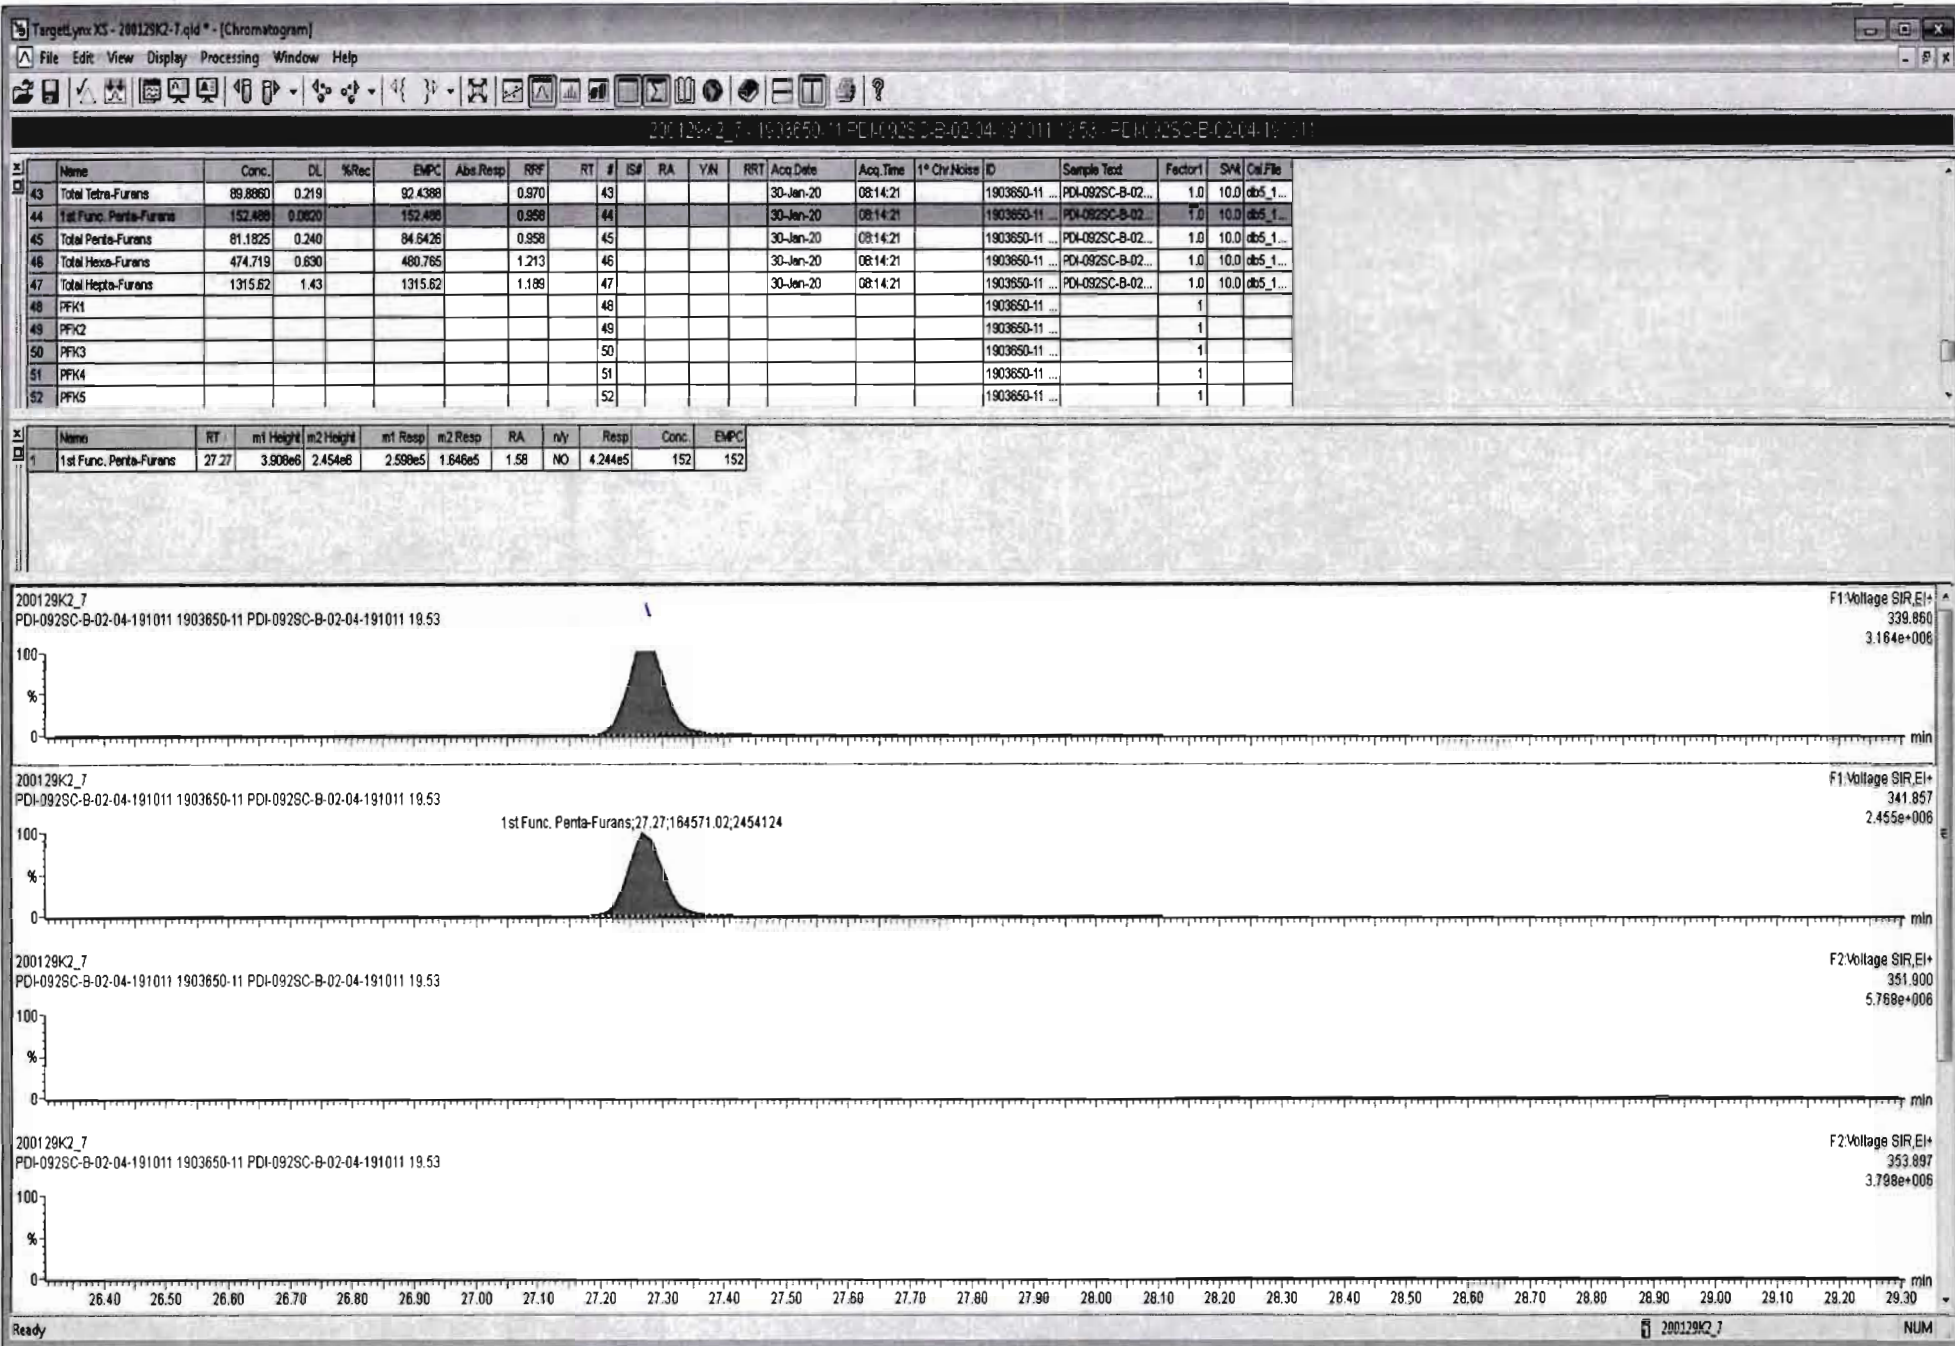 TargetLynx XS - 200129K2-7.qld * - [Chromatogram]
File Edit View Display Processing Window Help
200129K2_7 - 1903650-11 PDI-092SC-B-02-04-191011 19.53 - PDI-092SC-B-02-04-191011
Name Conc. DL %Rec EMPC Abs.Resp RRF RT # IS# RA Y/N RRT Acq.Date Acq.Time 1° Chr.Noise ID Sample Text Factor1 S/Wt Cal.File
43 Total Tetra-Furans 89.8860 0.219 92.4388 0.970 43 30-Jan-20 08:14:21 1903650-11 ... PDI-092SC-B-02... 1.0 10.0 db5_1...
44 1st Func. Penta-Furans 152.488 0.0820 152.488 0.958 44 30-Jan-20 08:14:21 1903650-11 ... PDI-092SC-B-02... 1.0 10.0 db5_1...
45 Total Penta-Furans 81.1825 0.240 84.6426 0.958 45 30-Jan-20 08:14:21 1903650-11 ... PDI-092SC-B-02... 1.0 10.0 db5_1...
46 Total Hexa-Furans 474.719 0.630 480.765 1.213 46 30-Jan-20 08:14:21 1903650-11 ... PDI-092SC-B-02... 1.0 10.0 db5_1...
47 Total Hepta-Furans 1315.62 1.43 1315.62 1.189 47 30-Jan-20 08:14:21 1903650-11 ... PDI-092SC-B-02... 1.0 10.0 db5_1...
48 PFK1 48 1903650-11 ... 1
49 PFK2 49 1903650-11 ... 1
50 PFK3 50 1903650-11 ... 1
51 PFK4 51 1903650-11 ... 1
52 PFK5 52 1903650-11 ... 1
Name RT m1 Height m2 Height m1 Resp m2 Resp RA n/y Resp Conc. EMPC
1 1st Func. Penta-Furans 27.27 3.908e6 2.454e6 2.598e5 1.646e5 1.58 NO 4.244e5 152 152
200129K2_7 F1:Voltage SIR,EI+
PDI-092SC-B-02-04-191011 1903650-11 PDI-092SC-B-02-04-191011 19.53 339.860
3.164e+006
100
%
0
min
200129K2_7 F1:Voltage SIR,EI+
PDI-092SC-B-02-04-191011 1903650-11 PDI-092SC-B-02-04-191011 19.53 341.857
2.455e+006
1st Func. Penta-Furans;27.27;164571.02;2454124
100
%
0
min
200129K2_7 F2:Voltage SIR,EI+
PDI-092SC-B-02-04-191011 1903650-11 PDI-092SC-B-02-04-191011 19.53 351.900
5.768e+006
100
%
0
min
200129K2_7 F2:Voltage SIR,EI+
PDI-092SC-B-02-04-191011 1903650-11 PDI-092SC-B-02-04-191011 19.53 353.897
3.798e+006
100
%
0
min
26.40 26.50 26.60 26.70 26.80 26.90 27.00 27.10 27.20 27.30 27.40 27.50 27.60 27.70 27.80 27.90 28.00 28.10 28.20 28.30 28.40 28.50 28.60 28.70 28.80 28.90 29.00 29.10 29.20 29.30
Ready 200129K2_7 NUM